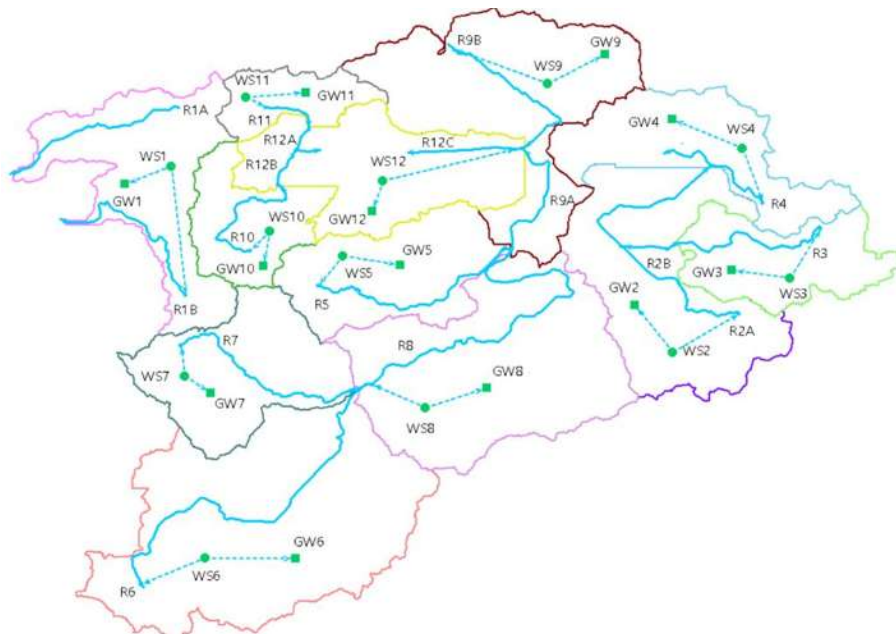 R9B
GW9
WS9
WS11
GW11
R1A
R11
GW4
WS4
R12A
R12C
R12B
WS1
WS12
GW1
R4
R9A
GW12
WS10
R10
GW5
R3
GW10
WS5
R2B
GW3
WS3
R5
GW2
R1B
R2A
R7
R8
WS2
WS7
GW8
GW7
WS8
GW6
WS6
R6